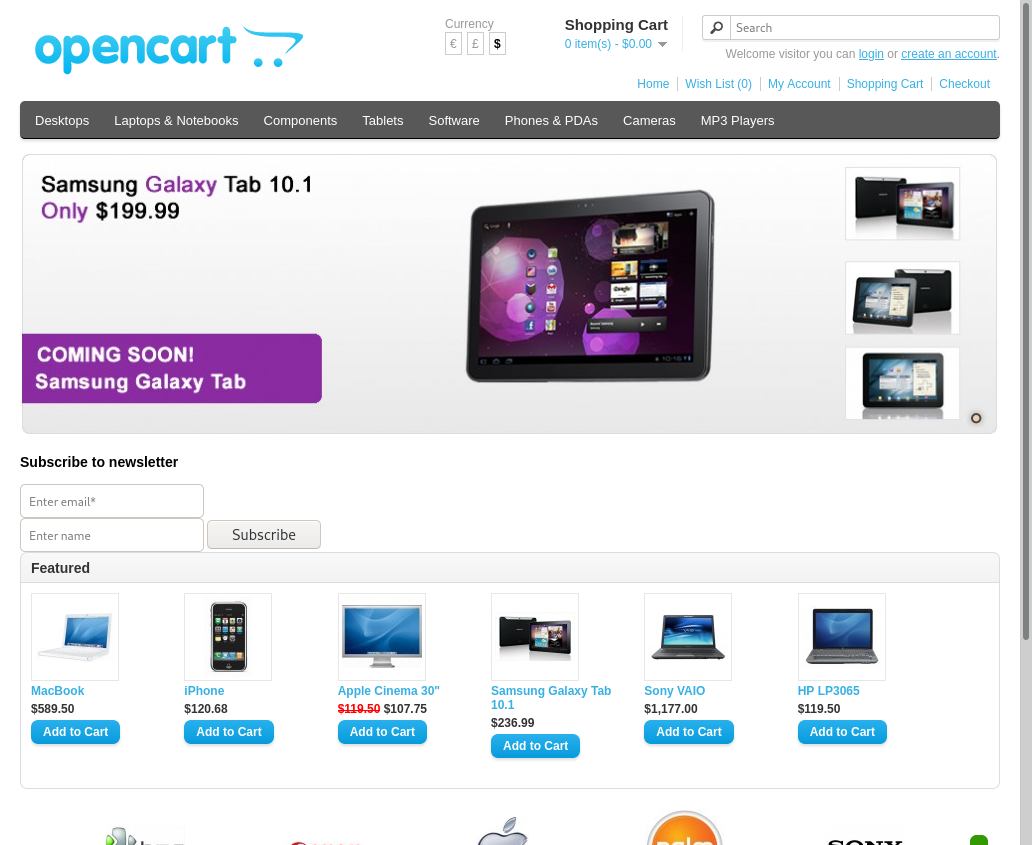 opencart
Currency
€ £ $
Shopping Cart
0 item(s) - $0.00
Search
Welcome visitor you can login or create an account.
Home Wish List (0) My Account Shopping Cart Checkout
Desktops Laptops & Notebooks Components Tablets Software Phones & PDAs Cameras MP3 Players
Samsung Galaxy Tab 10.1
Only $199.99
COMING SOON!
Samsung Galaxy Tab
Subscribe to newsletter
Enter email*
Enter name
Subscribe
Featured
MacBook
$589.50
Add to Cart
iPhone
$120.68
Add to Cart
Apple Cinema 30"
$119.50 $107.75
Add to Cart
Samsung Galaxy Tab
10.1
$236.99
Add to Cart
Sony VAIO
$1,177.00
Add to Cart
HP LP3065
$119.50
Add to Cart
palm
SONY